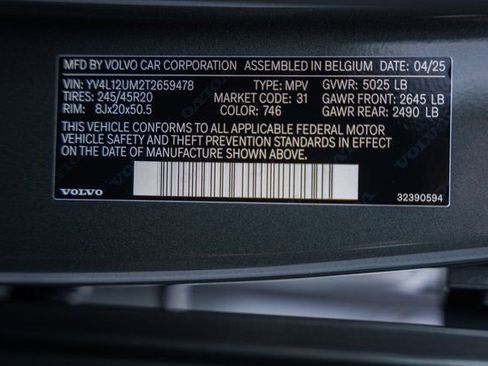 MFD BY VOLVO CAR CORPORATION ASSEMBLED IN BELGIUM DATE 04/25
VIN: YV4L12UM2T2659478 TYPE: MPV GVWR: 5025 LB
TIRES: 245/45R20 MARKET CODE: 31 GAWR FRONT: 2645 LB
RIM: 8Jx20x50.5 COLOR: 746 GAWR REAR: 2490 LB
THIS VEHICLE CONFORMS TO ALL APPLICABLE FEDERAL MOTOR
VEHICLE SAFETY AND THEFT PREVENTION STANDARDS IN EFFECT
ON THE DATE OF MANUFACTURE SHOWN ABOVE.
VOLVO 32390594